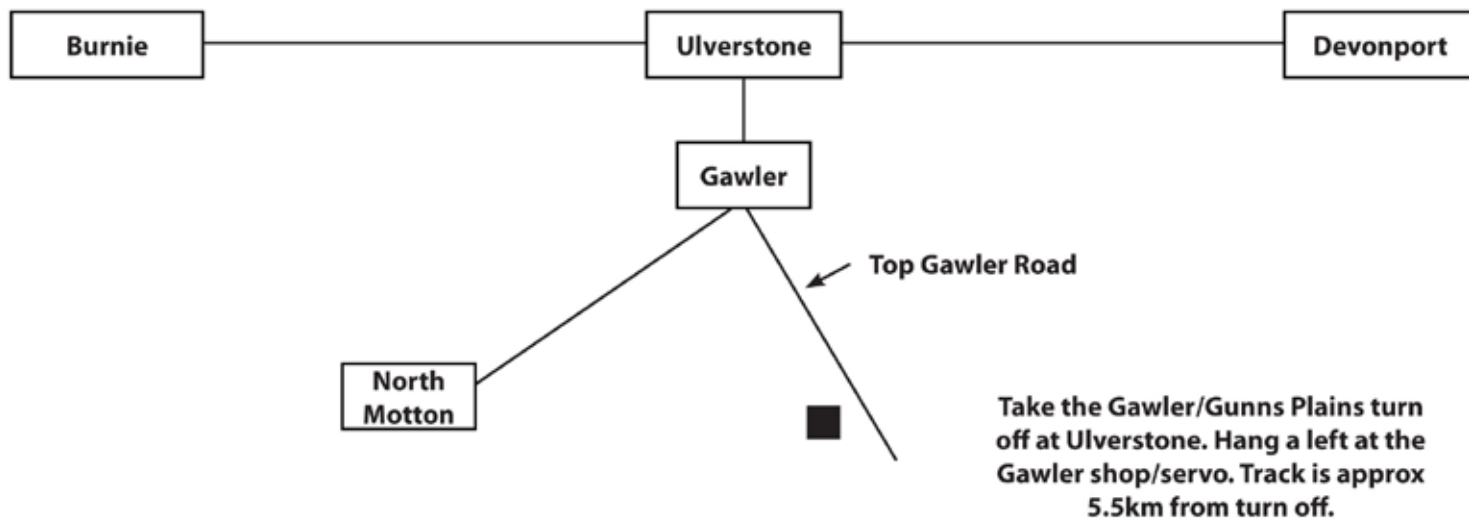 Burnie
Ulverstone
Devonport
Gawler
Top Gawler Road
North
Motton
Take the Gawler/Gunns Plains turn
off at Ulverstone. Hang a left at the
Gawler shop/servo. Track is approx
5.5km from turn off.